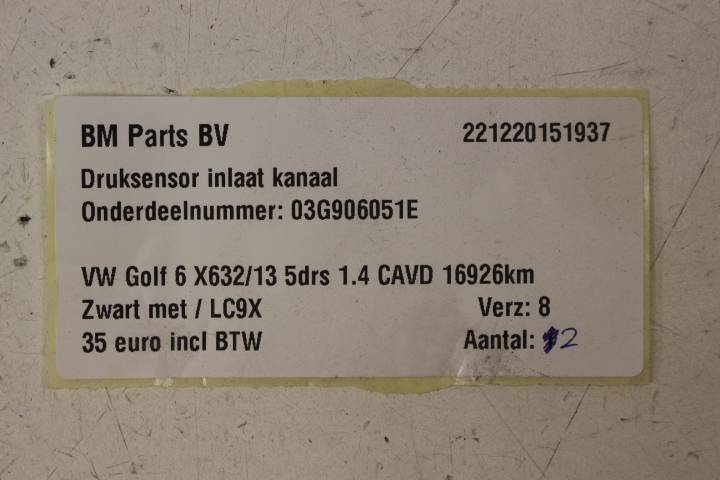 BM Parts BV 221220151937
Druksensor inlaat kanaal
Onderdeelnummer: 03G906051E
VW Golf 6 X632/13 5drs 1.4 CAVD 16926km
Zwart met / LC9X Verz: 8
35 euro incl BTW Aantal: 2